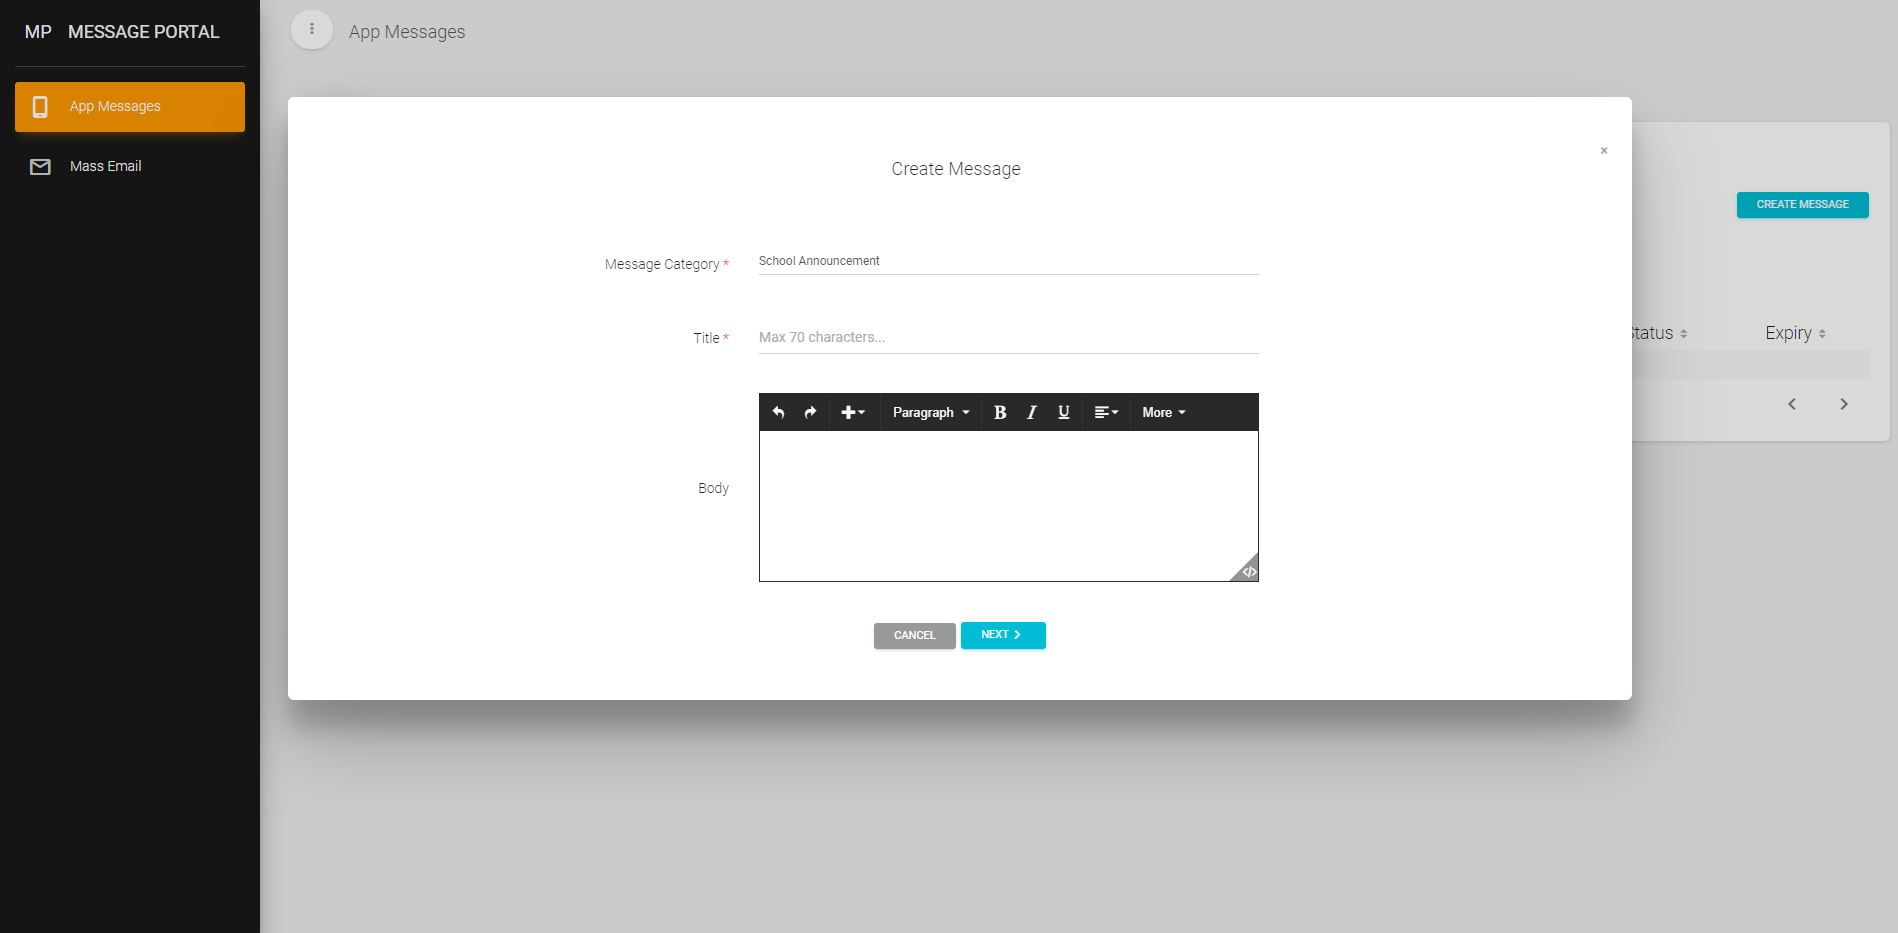 MP MESSAGE PORTAL
App Messages
Mass Email
App Messages
CREATE MESSAGE
Status
Expiry
×
Create Message
Message Category *
School Announcement
Title *
Max 70 characters...
Paragraph
B I U
More
Body
</>
CANCEL
NEXT